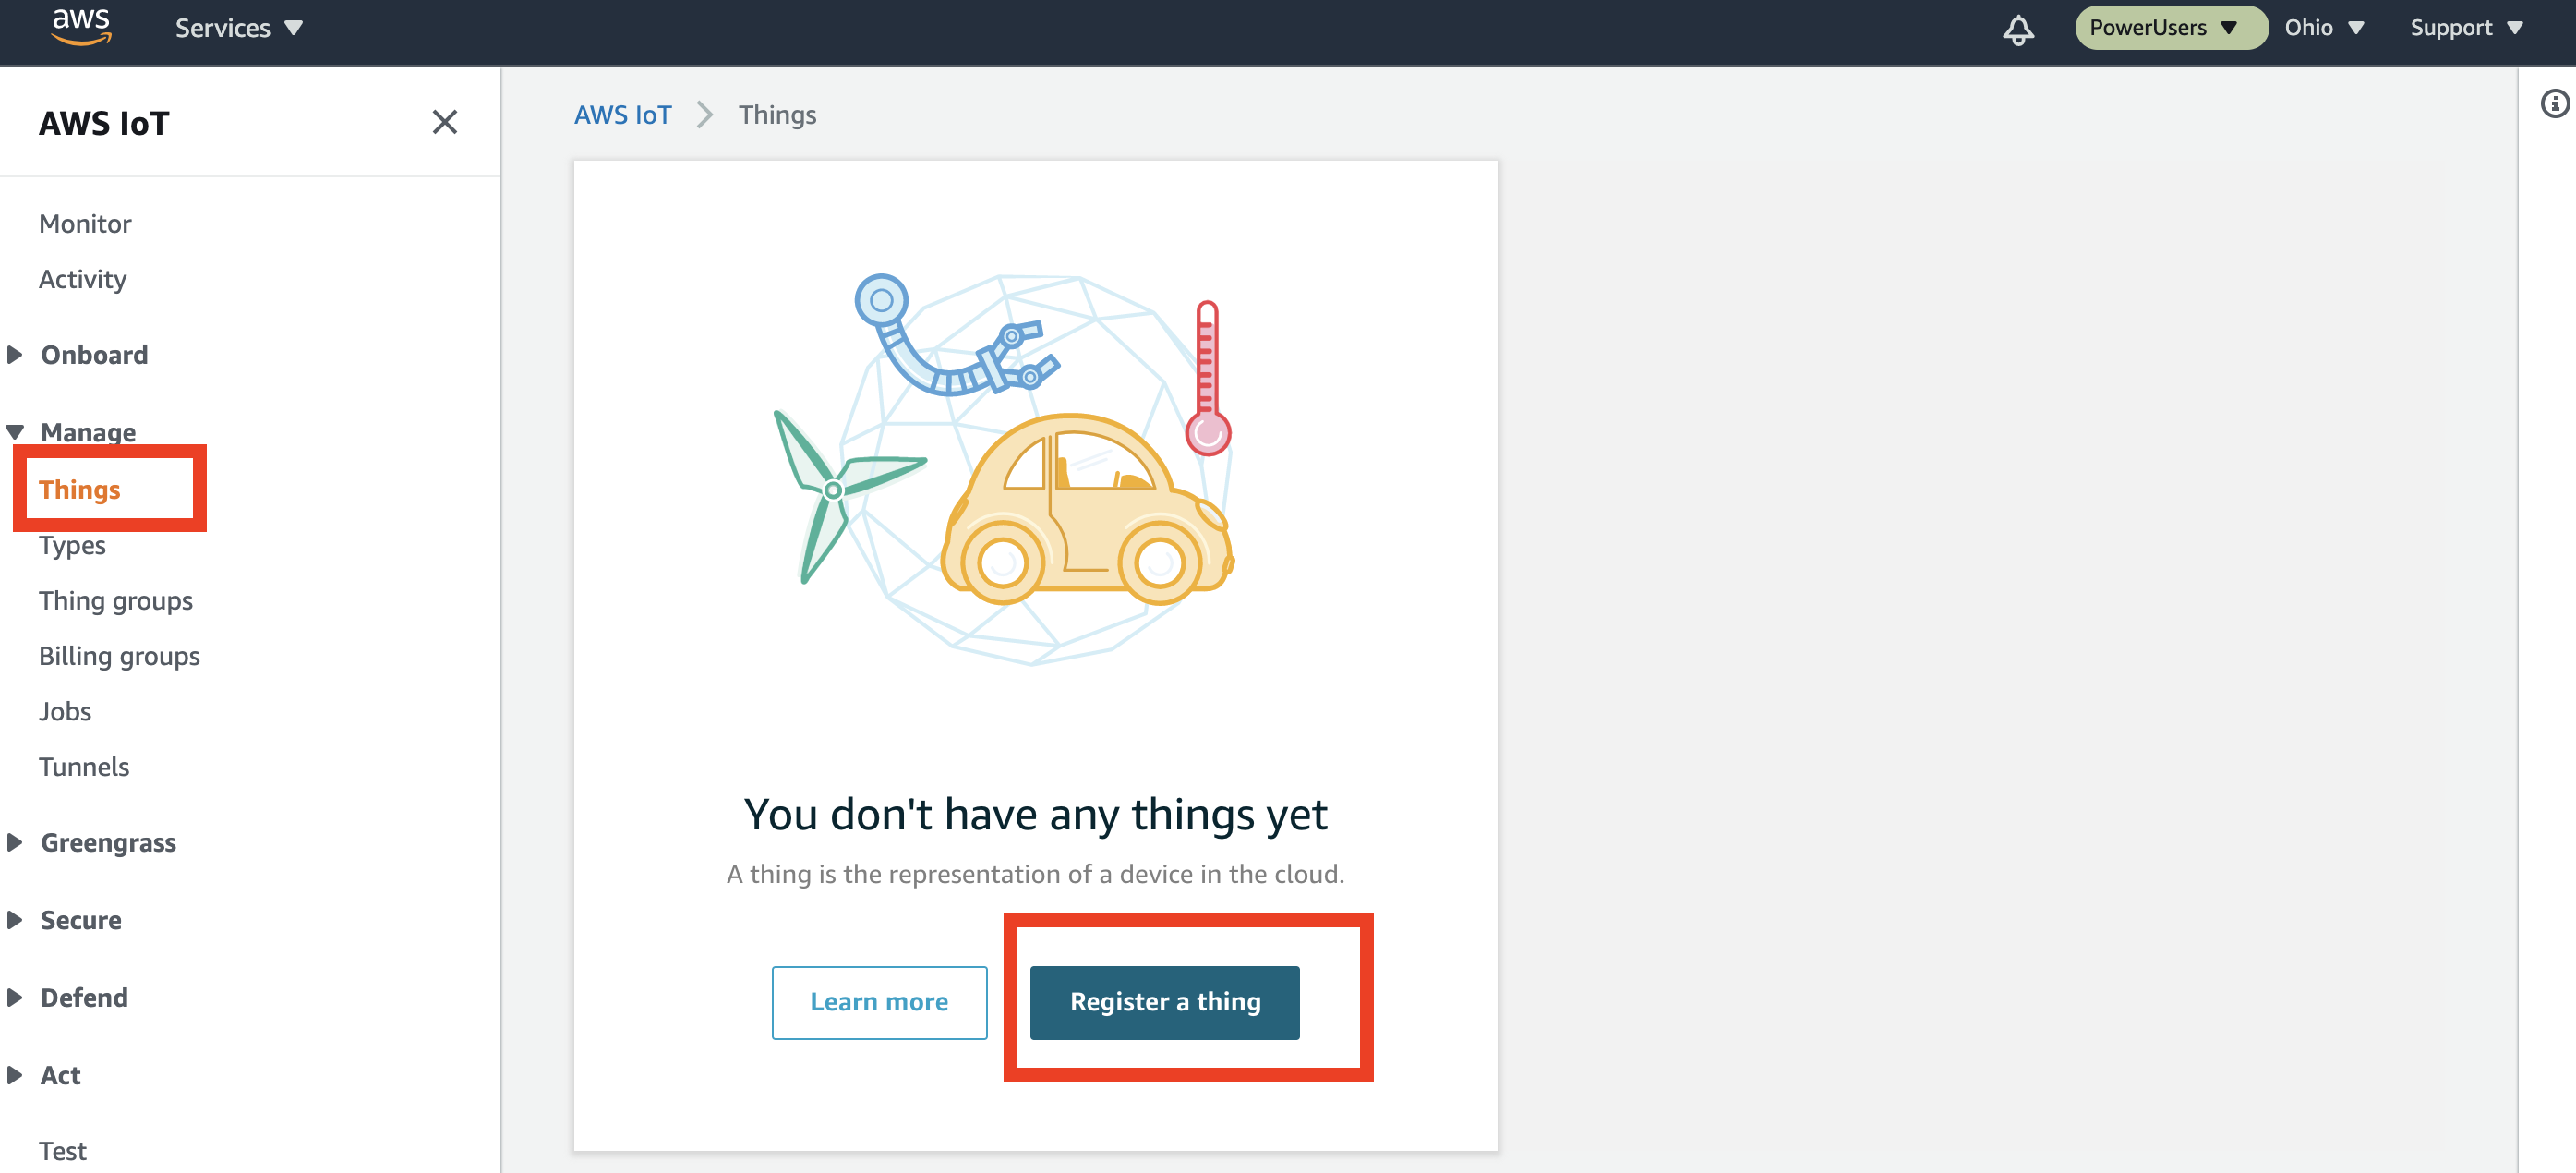 aws Services PowerUsers Ohio Support
AWS IoT
AWS IoT Things
Monitor
Activity
Onboard
Manage
Things
Types
Thing groups
Billing groups
Jobs
Tunnels
Greengrass
Secure
Defend
Act
Test
You don't have any things yet
A thing is the representation of a device in the cloud.
Learn more Register a thing